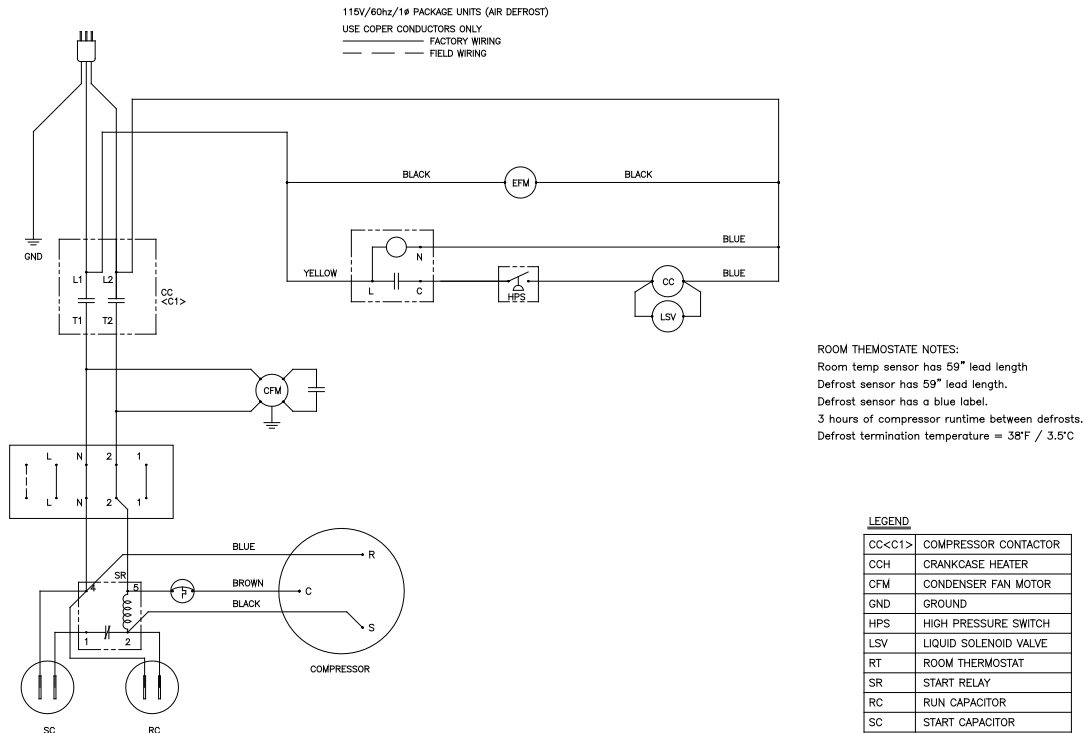 115V/60hz/1ø PACKAGE UNITS (AIR DEFROST)
USE COPER CONDUCTORS ONLY
FACTORY WIRING
FIELD WIRING
BLACK
EFM
BLACK
GND
L1
L2
CC
<C1>
T1
T2
N
BLUE
YELLOW
L
C
HPS
CC
BLUE
LSV
CFM
ROOM THEMOSTATE NOTES:
Room temp sensor has 59" lead length
Defrost sensor has 59" lead length.
Defrost sensor has a blue label.
3 hours of compressor runtime between defrosts.
Defrost termination temperature = 38°F / 3.5°C
L N 2 1
L N 2 1
BLUE
R
SR
4
5
BROWN
C
BLACK
S
1
2
COMPRESSOR
SC
RC
LEGEND
CC<C1> COMPRESSOR CONTACTOR
CCH CRANKCASE HEATER
CFM CONDENSER FAN MOTOR
GND GROUND
HPS HIGH PRESSURE SWITCH
LSV LIQUID SOLENOID VALVE
RT ROOM THERMOSTAT
SR START RELAY
RC RUN CAPACITOR
SC START CAPACITOR